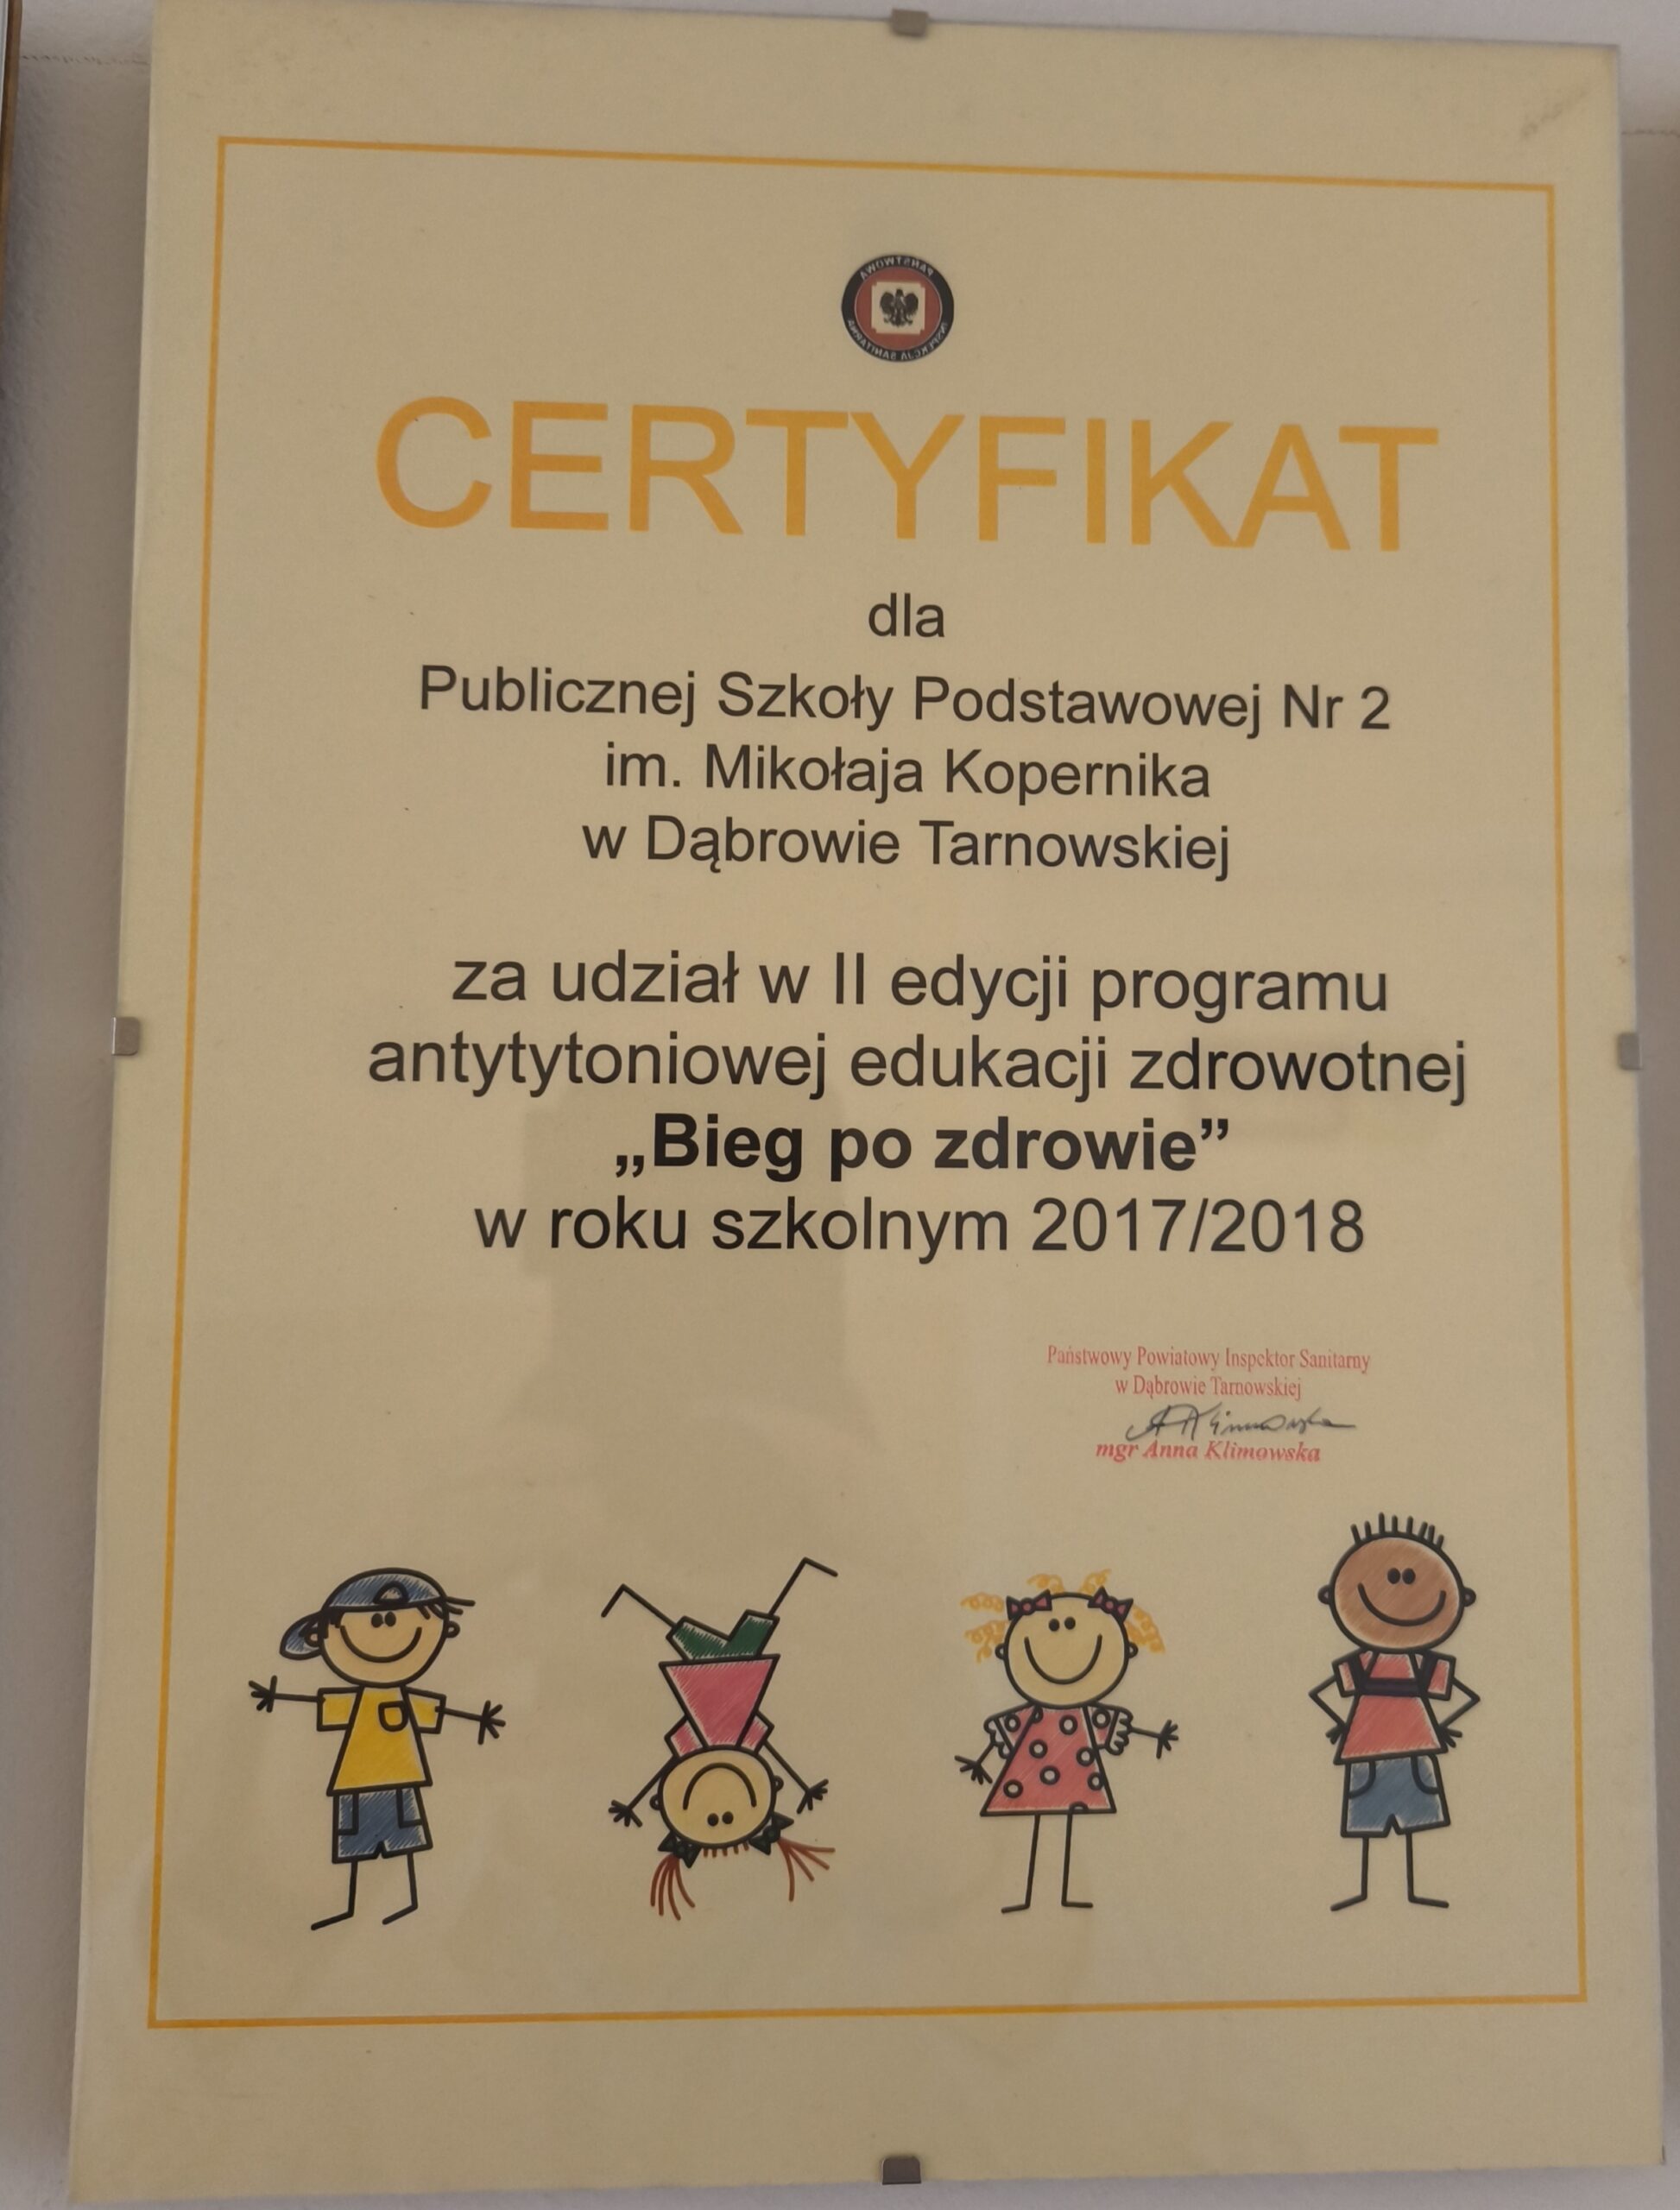 PAŃSTWOWA
INSPEKCJA SANITARNA
CERTYFIKAT
dla
Publicznej Szkoły Podstawowej Nr 2
im. Mikołaja Kopernika
w Dąbrowie Tarnowskiej
za udział w II edycji programu
antytytoniowej edukacji zdrowotnej
„Bieg po zdrowie”
w roku szkolnym 2017/2018
Państwowy Powiatowy Inspektor Sanitarny
w Dąbrowie Tarnowskiej
AKlimowska
mgr Anna Klimowska